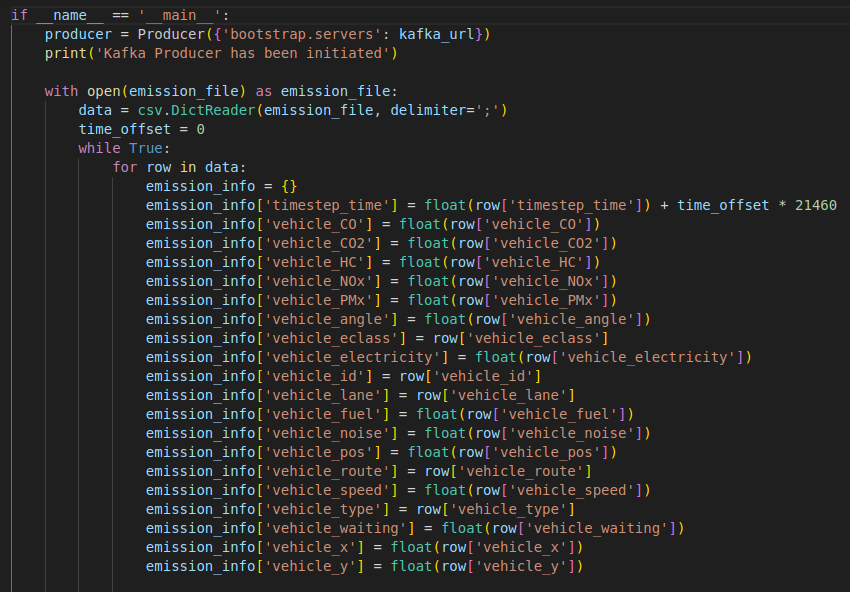 if __name__ == '__main__':
    producer = Producer({'bootstrap.servers': kafka_url})
    print('Kafka Producer has been initiated')

    with open(emission_file) as emission_file:
        data = csv.DictReader(emission_file, delimiter=';')
        time_offset = 0
        while True:
            for row in data:
                emission_info = {}
                emission_info['timestep_time'] = float(row['timestep_time']) + time_offset * 21460
                emission_info['vehicle_CO'] = float(row['vehicle_CO'])
                emission_info['vehicle_CO2'] = float(row['vehicle_CO2'])
                emission_info['vehicle_HC'] = float(row['vehicle_HC'])
                emission_info['vehicle_NOx'] = float(row['vehicle_NOx'])
                emission_info['vehicle_PMx'] = float(row['vehicle_PMx'])
                emission_info['vehicle_angle'] = float(row['vehicle_angle'])
                emission_info['vehicle_eclass'] = row['vehicle_eclass']
                emission_info['vehicle_electricity'] = float(row['vehicle_electricity'])
                emission_info['vehicle_id'] = row['vehicle_id']
                emission_info['vehicle_lane'] = row['vehicle_lane']
                emission_info['vehicle_fuel'] = float(row['vehicle_fuel'])
                emission_info['vehicle_noise'] = float(row['vehicle_noise'])
                emission_info['vehicle_pos'] = float(row['vehicle_pos'])
                emission_info['vehicle_route'] = row['vehicle_route']
                emission_info['vehicle_speed'] = float(row['vehicle_speed'])
                emission_info['vehicle_type'] = row['vehicle_type']
                emission_info['vehicle_waiting'] = float(row['vehicle_waiting'])
                emission_info['vehicle_x'] = float(row['vehicle_x'])
                emission_info['vehicle_y'] = float(row['vehicle_y'])